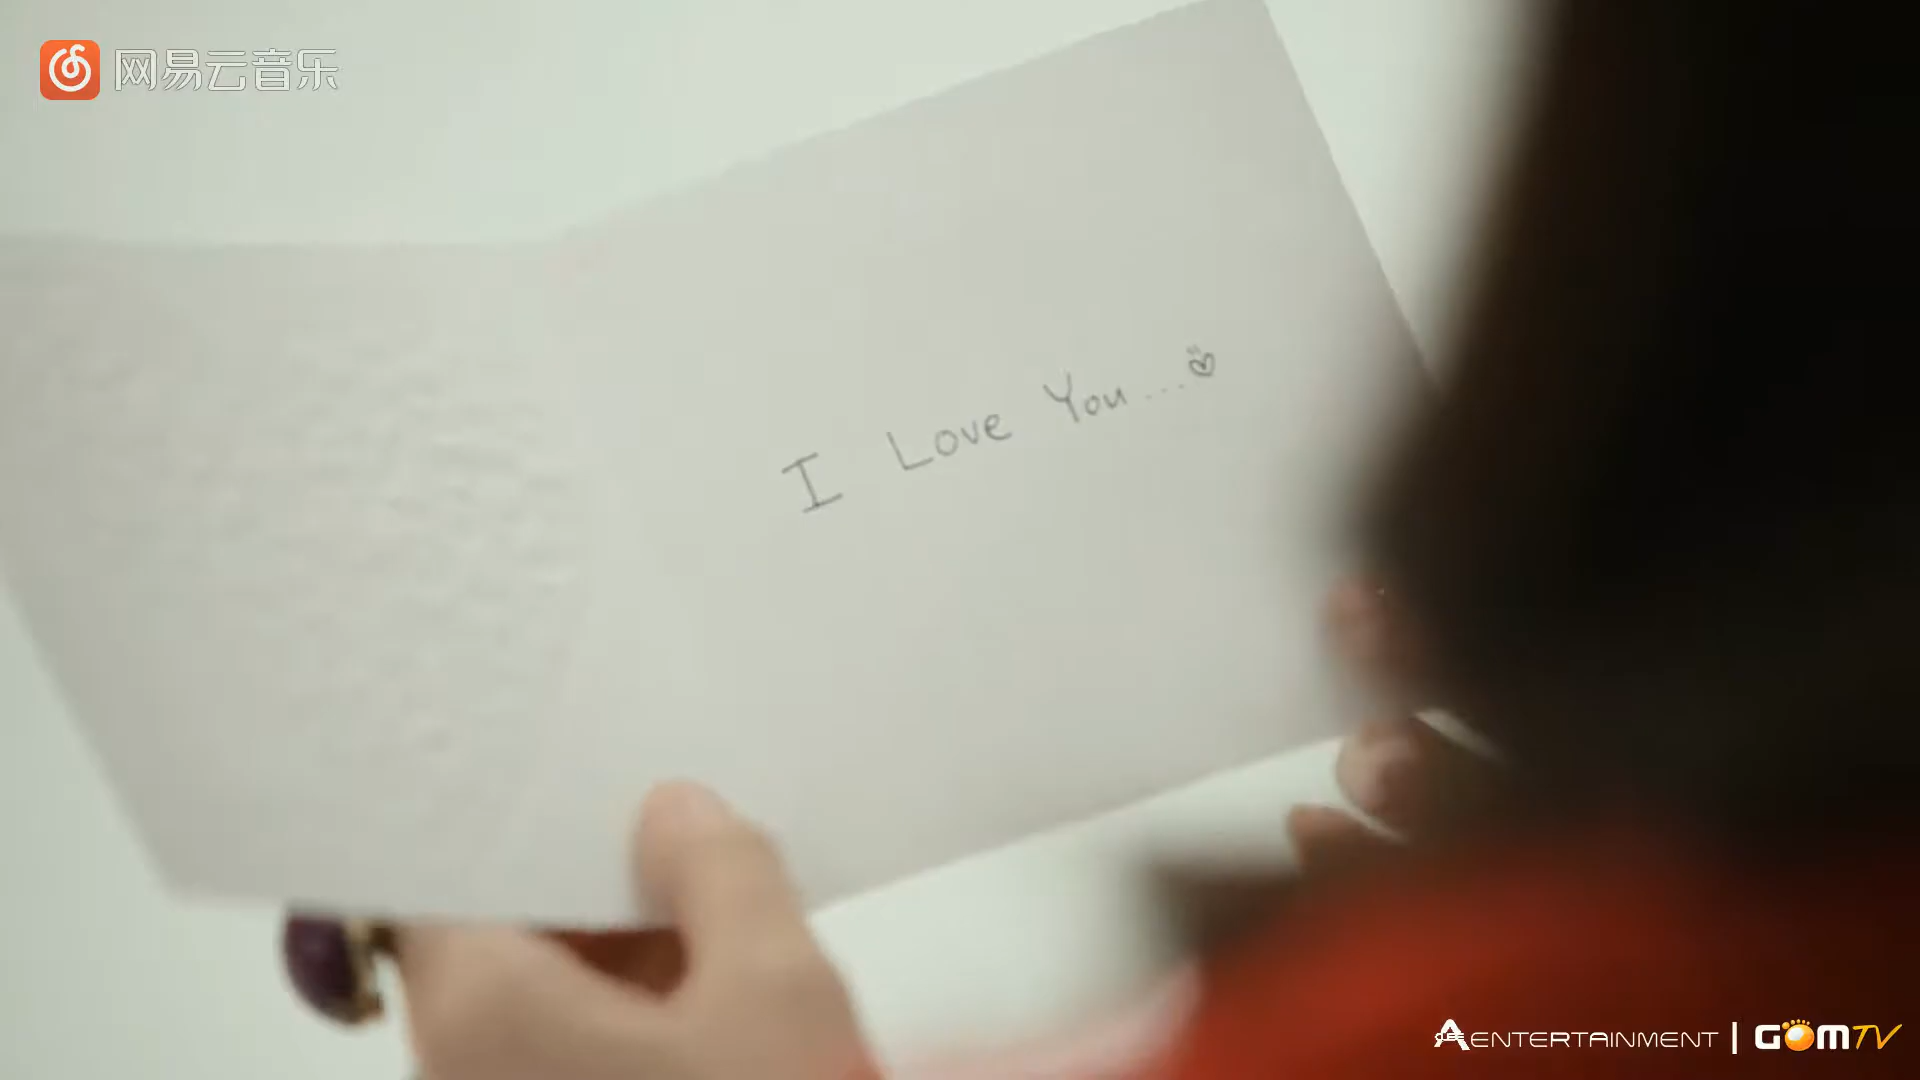 网易云音乐
I Love You...
ENTERTAINMENT | GOMTV